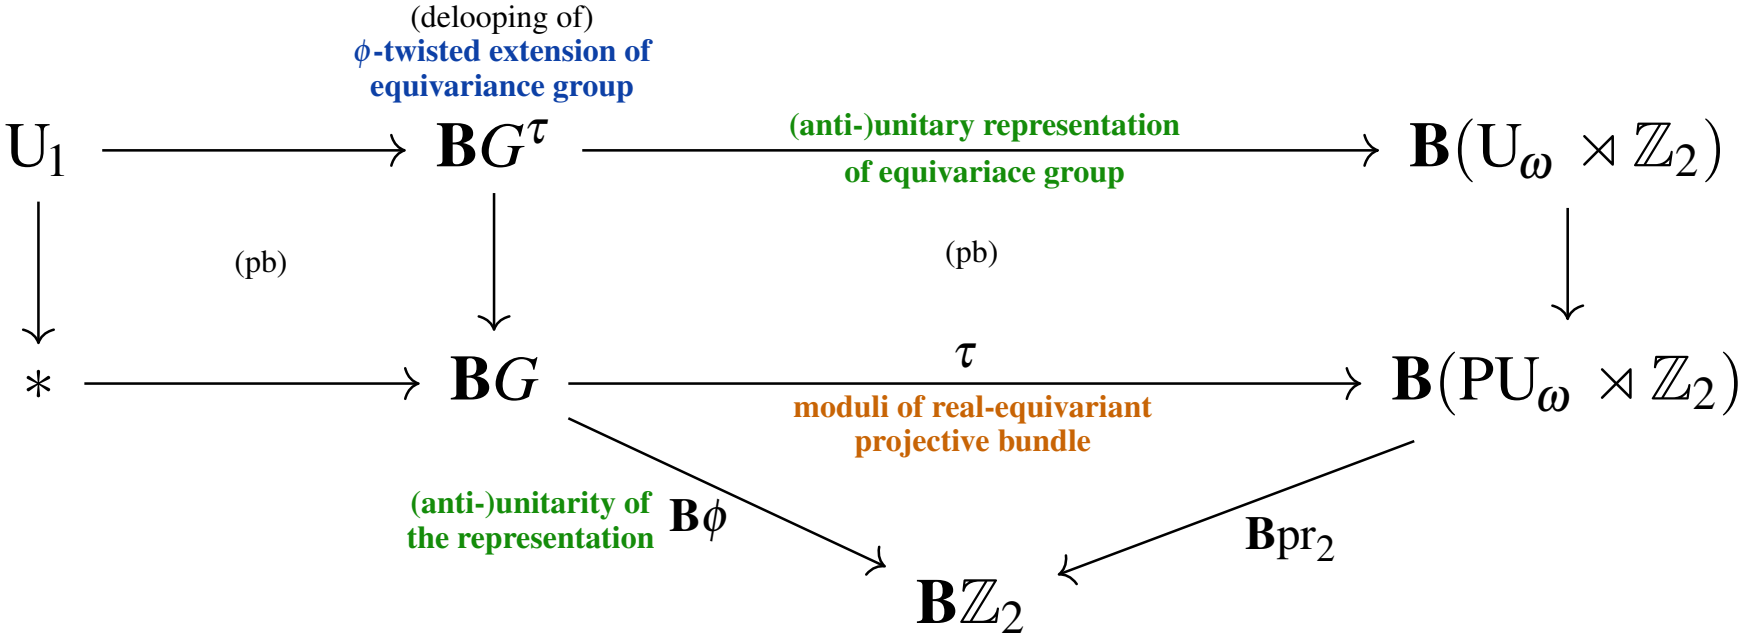 (delooping of)
ϕ-twisted extension of
equivariance group
U₁
𝐁G^τ
(anti-)unitary representation
of equivariace group
𝐁(U_ω ⋊ ℤ₂)
(pb)
(pb)
*
𝐁G
τ
moduli of real-equivariant
projective bundle
𝐁(PU_ω ⋊ ℤ₂)
(anti-)unitarity of
the representation
𝐁ϕ
𝐁pr₂
𝐁ℤ₂